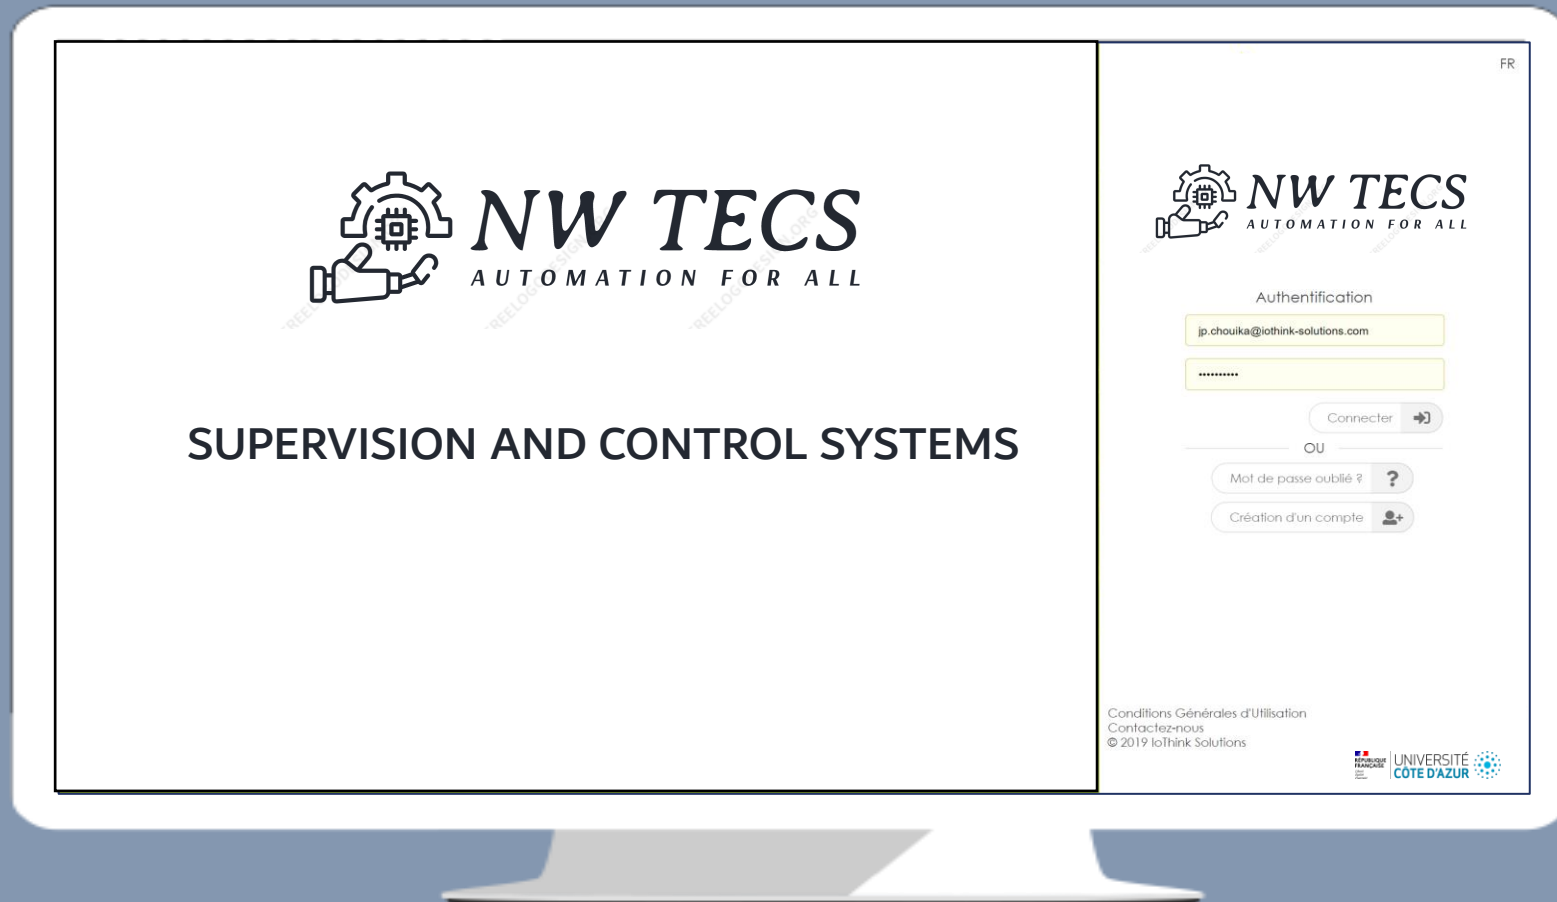 NW TECS
AUTOMATION FOR ALL
SUPERVISION AND CONTROL SYSTEMS
FR
NW TECS
AUTOMATION FOR ALL
Authentification
jp.chouika@iothink-solutions.com
••••••••••
Connecter
OU
Mot de passe oublié ?
?
Création d'un compte
Conditions Générales d'Utilisation
Contactez-nous
© 2019 IoThink Solutions
RÉPUBLIQUE
FRANÇAISE
UNIVERSITÉ
CÔTE D'AZUR